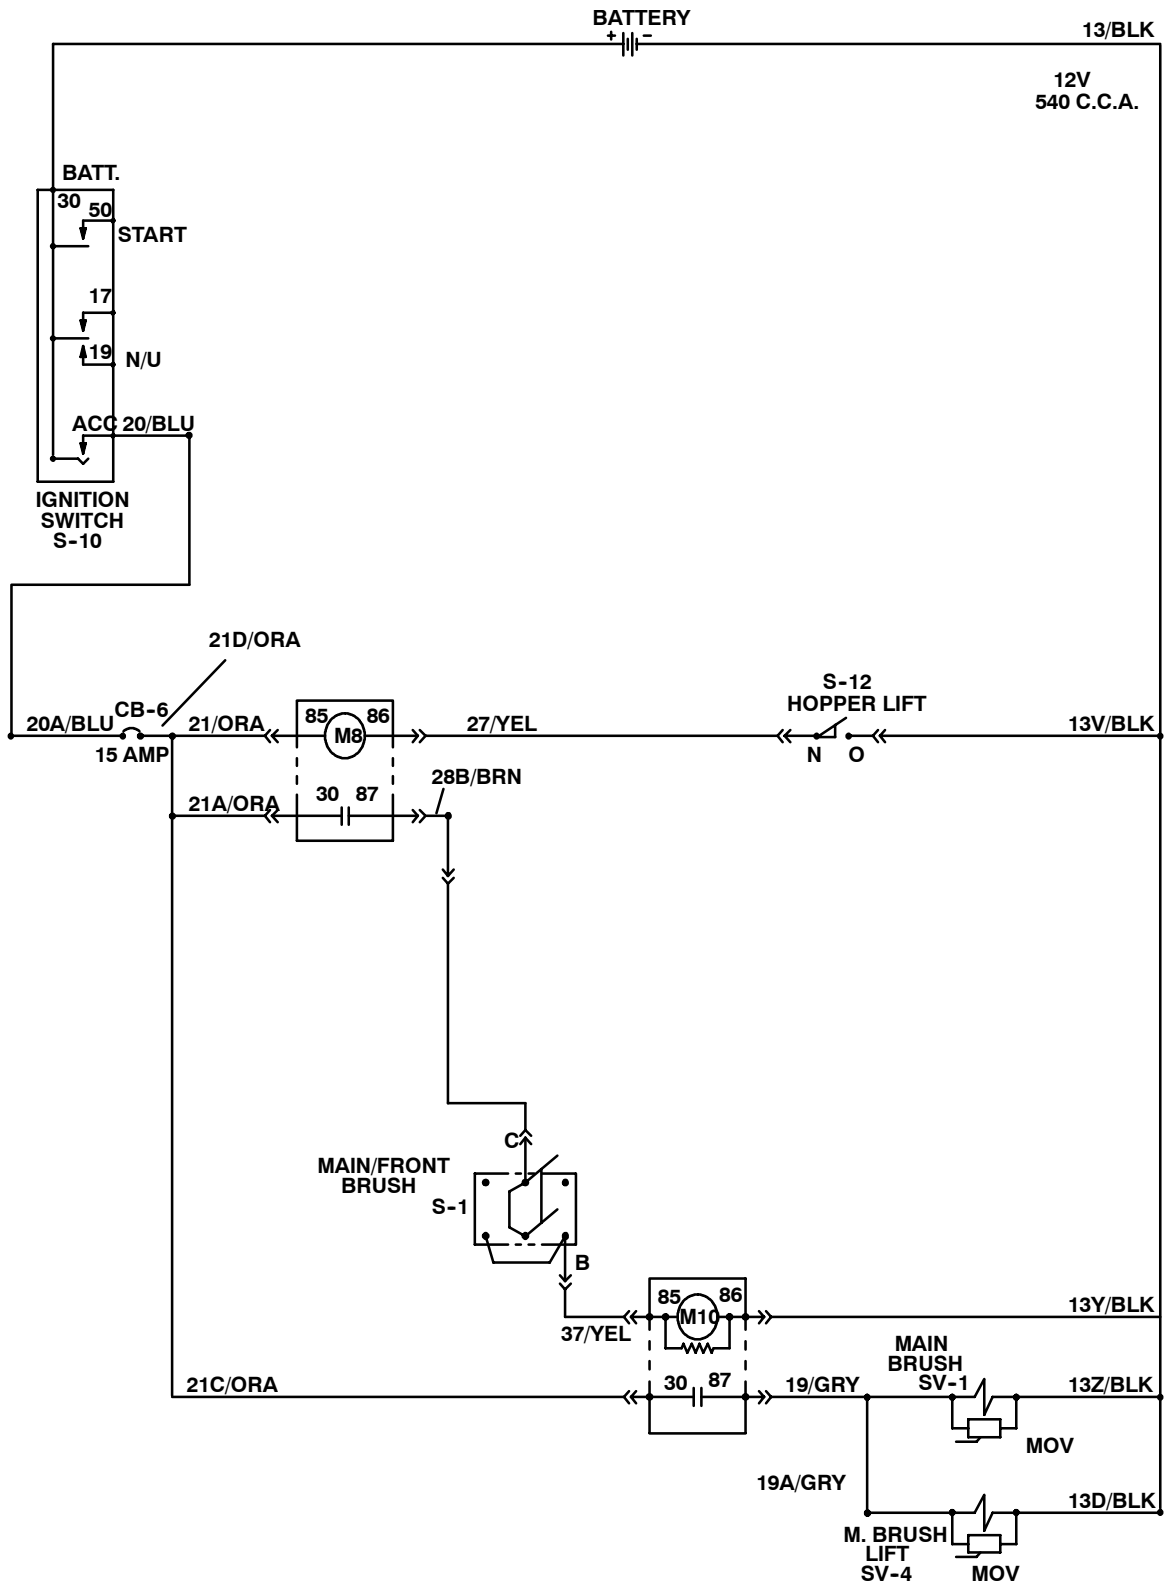 BATTERY
+ −
13/BLK
12V
540 C.C.A.
BATT.
30
50
START
17
19
N/U
ACC 20/BLU
IGNITION
SWITCH
S-10
21D/ORA
20A/BLU
CB-6
15 AMP
21/ORA
85
M8
86
27/YEL
S-12
HOPPER LIFT
N O
13V/BLK
21A/ORA
30 87
28B/BRN
C
MAIN/FRONT
BRUSH
S-1
B
37/YEL
85
M10
86
13Y/BLK
21C/ORA
30 87
19/GRY
MAIN
BRUSH
SV-1
13Z/BLK
MOV
19A/GRY
13D/BLK
M. BRUSH
LIFT
SV-4
MOV